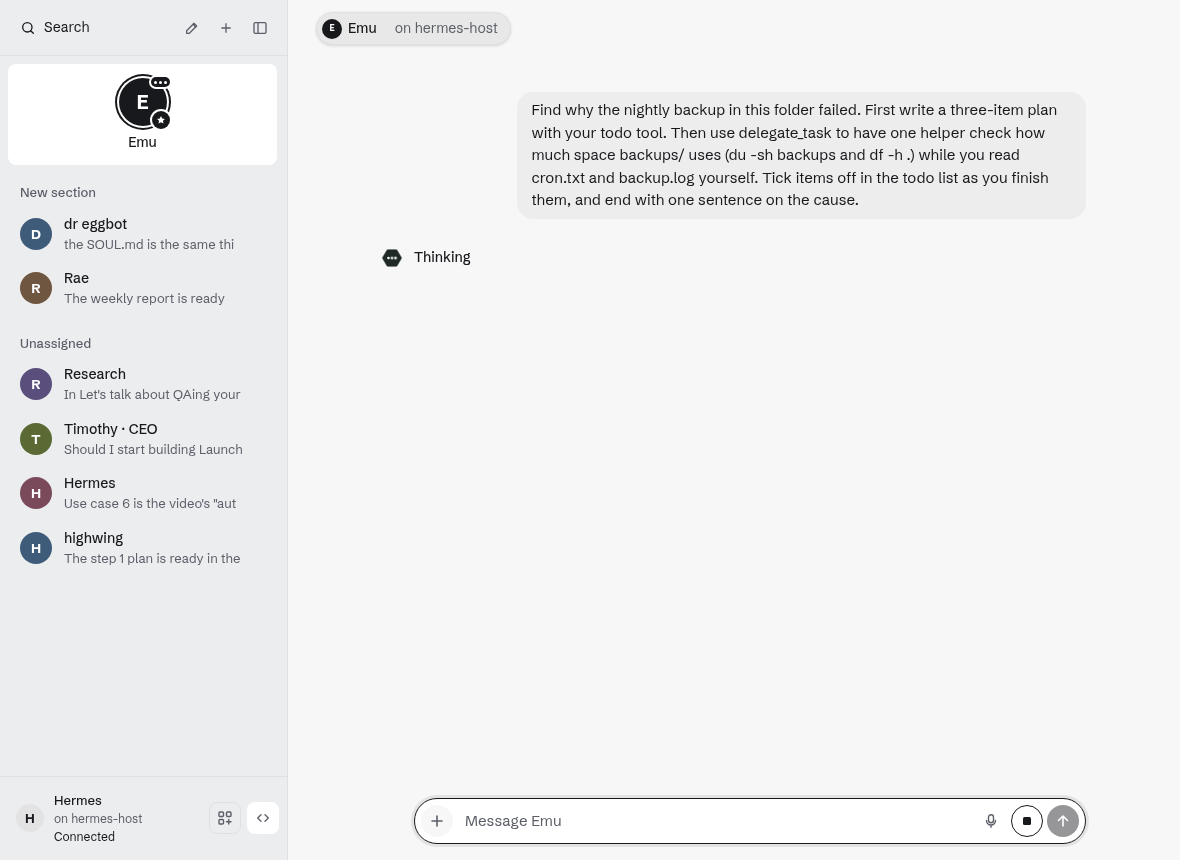 Search
E
Emu
New section
D
dr eggbot
the SOUL.md is the same thi
R
Rae
The weekly report is ready
Unassigned
R
Research
In Let's talk about QAing your
T
Timothy · CEO
Should I start building Launch
H
Hermes
Use case 6 is the video's "aut
H
highwing
The step 1 plan is ready in the
H
Hermes
on hermes-host
Connected
E
Emu on hermes-host
Find why the nightly backup in this folder failed. First write a three-item plan
with your todo tool. Then use delegate_task to have one helper check how
much space backups/ uses (du -sh backups and df -h .) while you read
cron.txt and backup.log yourself. Tick items off in the todo list as you finish
them, and end with one sentence on the cause.
Thinking
Message Emu